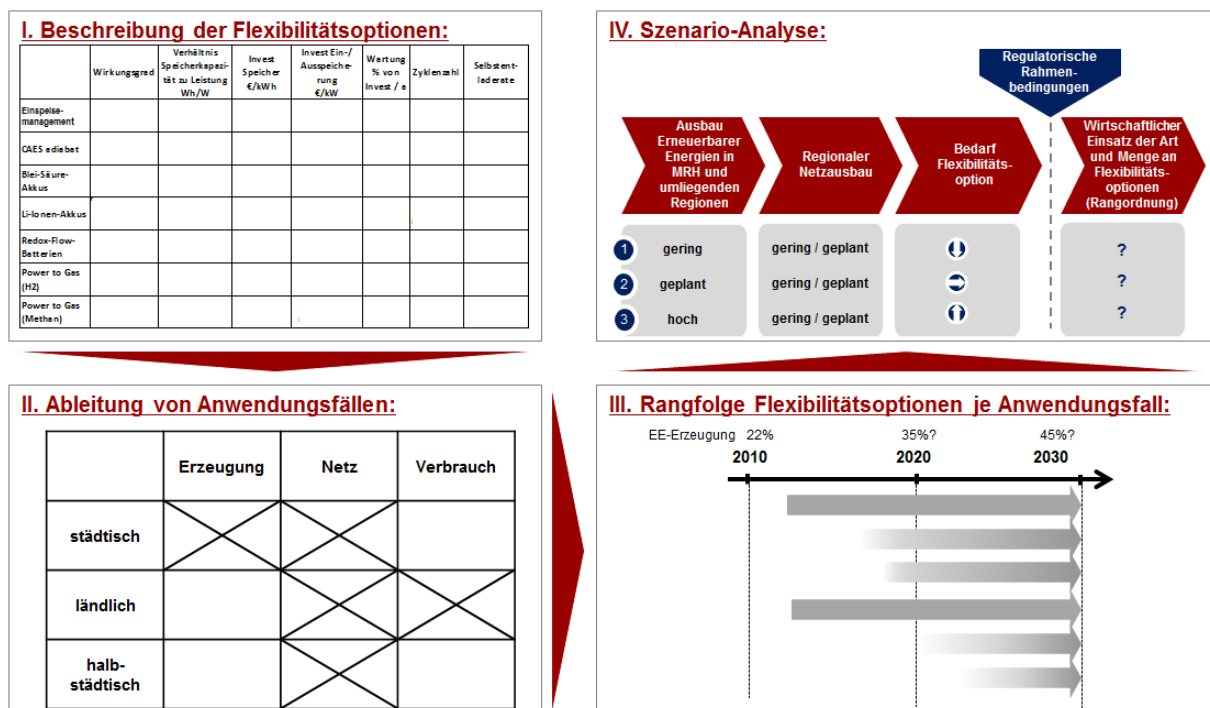 I. Beschreibung der Flexibilitätsoptionen:
Wirkungsgrad
Verhältnis
Speicherkapazi-
tät zu Leistung
Wh/W
Invest
Speicher
€/kWh
Invest Ein-/
Ausspeiche-
rung
€/kW
Wartung
% von
Invest / a
Zyklenzahl
Selbstent-
laderate
Einspeise-
management
CAES adiabat
Blei-Säure-
Akkus
Li-Ionen-Akkus
Redox-Flow-
Batterien
Power to Gas
(H2)
Power to Gas
(Methan)
IV. Szenario-Analyse:
Regulatorische
Rahmen-
bedingungen
Ausbau
Erneuerbarer
Energien in
MRH und
umliegenden
Regionen
Regionaler
Netzausbau
Bedarf
Flexibilitäts-
option
Wirtschaftlicher
Einsatz der Art
und Menge an
Flexibilitäts-
optionen
(Rangordnung)
1 gering gering / geplant ?
2 geplant gering / geplant ?
3 hoch gering / geplant ?
II. Ableitung von Anwendungsfällen:
Erzeugung Netz Verbrauch
städtisch
ländlich
halb-
städtisch
III. Rangfolge Flexibilitätsoptionen je Anwendungsfall:
EE-Erzeugung 22% 35%? 45%?
2010 2020 2030